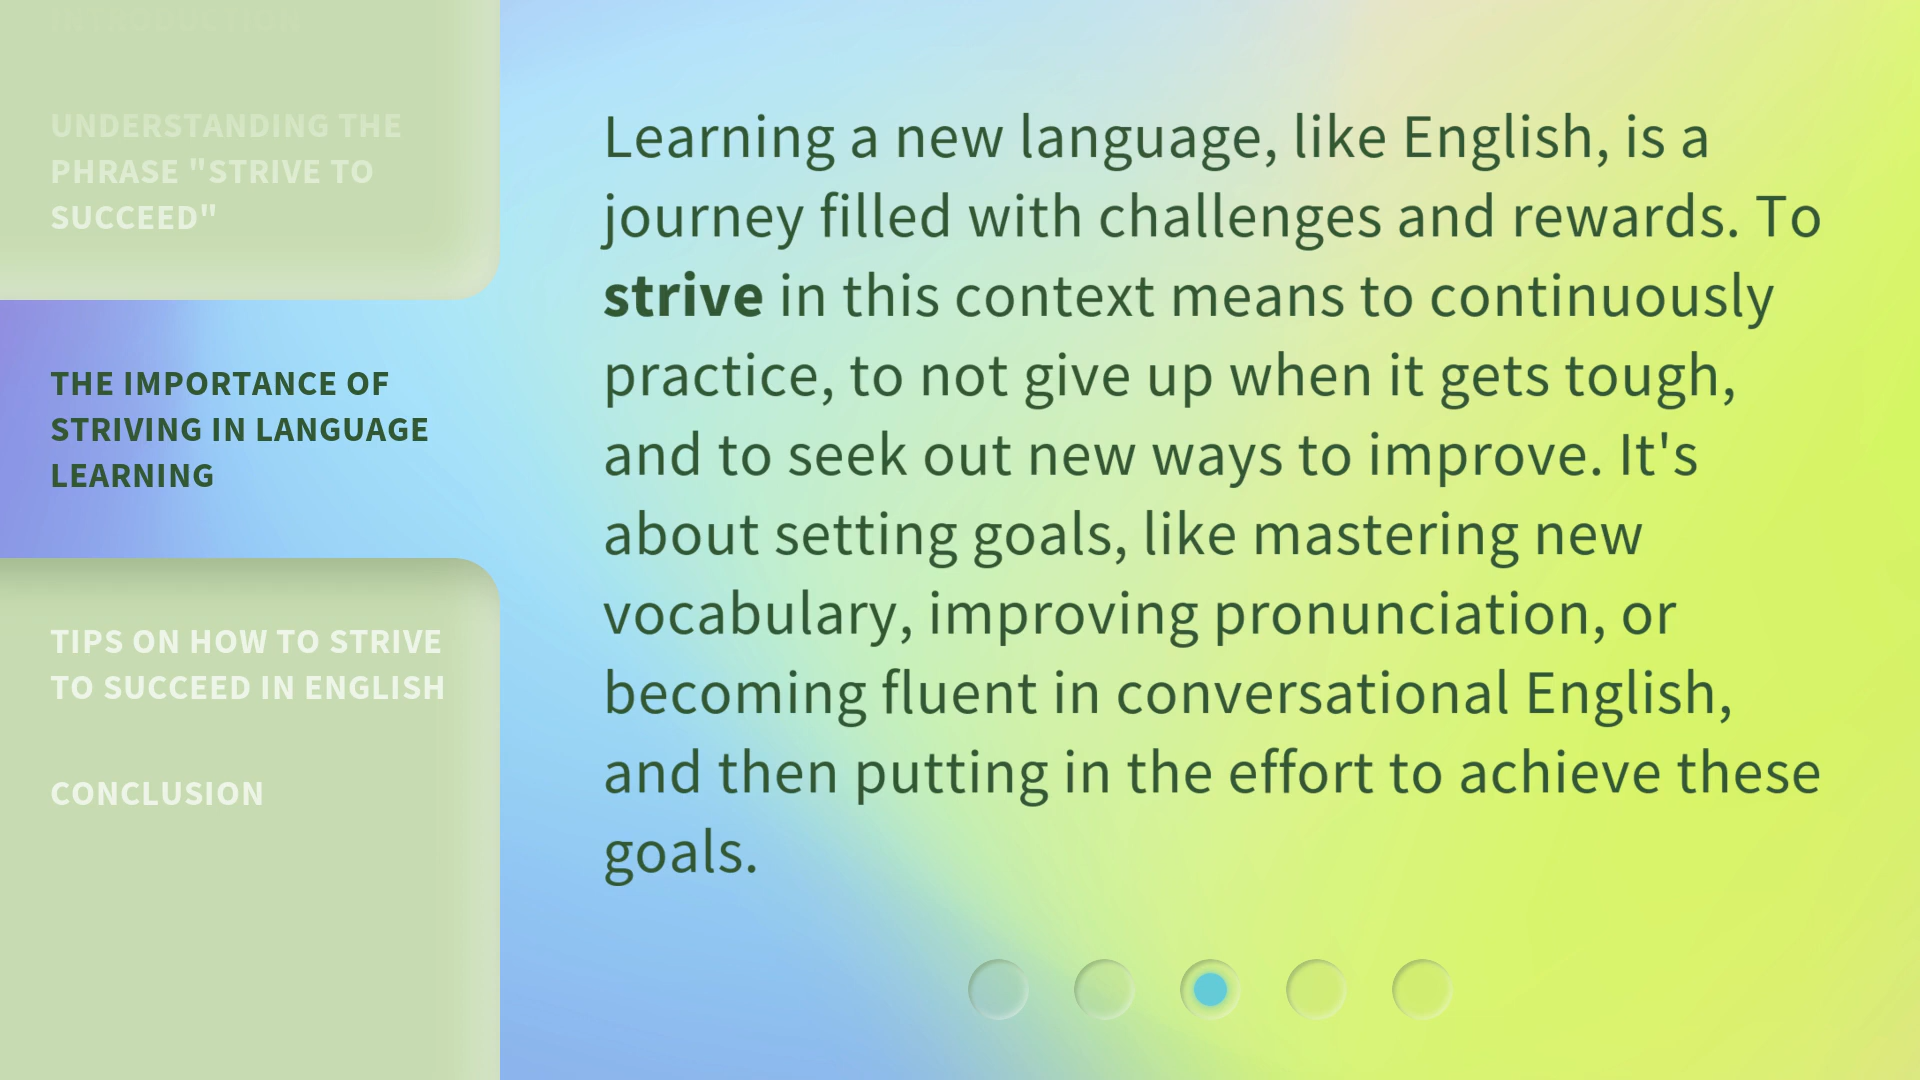 INTRODUCTION
UNDERSTANDING THE
PHRASE "STRIVE TO
SUCCEED"
THE IMPORTANCE OF
STRIVING IN LANGUAGE
LEARNING
TIPS ON HOW TO STRIVE
TO SUCCEED IN ENGLISH
CONCLUSION
Learning a new language, like English, is a
journey filled with challenges and rewards. To
strive in this context means to continuously
practice, to not give up when it gets tough,
and to seek out new ways to improve. It's
about setting goals, like mastering new
vocabulary, improving pronunciation, or
becoming fluent in conversational English,
and then putting in the effort to achieve these
goals.